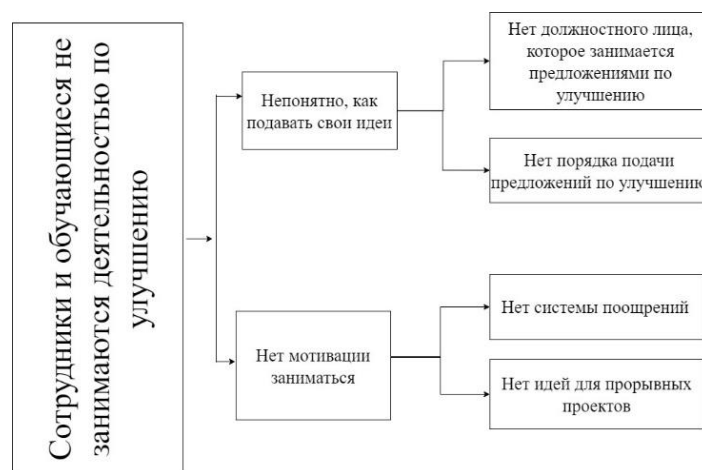 Сотрудники и обучающиеся не
занимаются деятельностью по
улучшению
Непонятно, как
подавать свои идеи
Нет должностного лица,
которое занимается
предложениями по
улучшению
Нет порядка подачи
предложений по улучшению
Нет мотивации
заниматься
Нет системы поощрений
Нет идей для прорывных
проектов